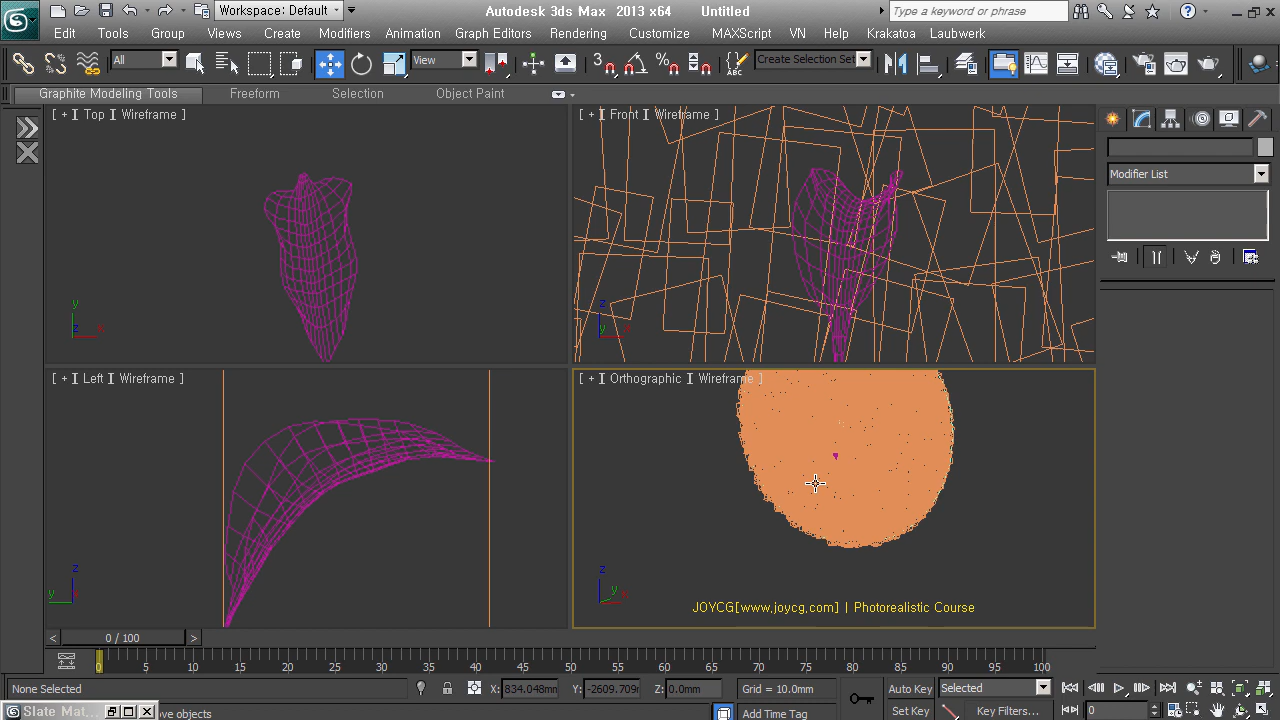 Workspace: Default
Autodesk 3ds Max 2013 x64 Untitled
Type a keyword or phrase
Edit Tools Group Views Create Modifiers Animation Graph Editors Rendering Customize MAXScript VN Help Krakatoa Laubwerk
All View 3 Create Selection Set
Graphite Modeling Tools Freeform Selection Object Paint
[ + ] [ Top ] [ Wireframe ]
[ + ] [ Front ] [ Wireframe ]
Modifier List
y
z x
z
y x
[ + ] [ Left ] [ Wireframe ]
[ + ] [ Orthographic ] [ Wireframe ]
z
y x
z
y
x
JOYCG[www.joycg.com] | Photorealistic Course
< 0 / 100 >
0 5 10 15 20 25 30 35 40 45 50 55 60 65 70 75 80 85 90 95 100
None Selected X: 834.048mm Y: -2609.709 Z: 0.0mm Grid = 10.0mm Auto Key Selected
Slate Mat... ve objects Add Time Tag Set Key Key Filters... 0